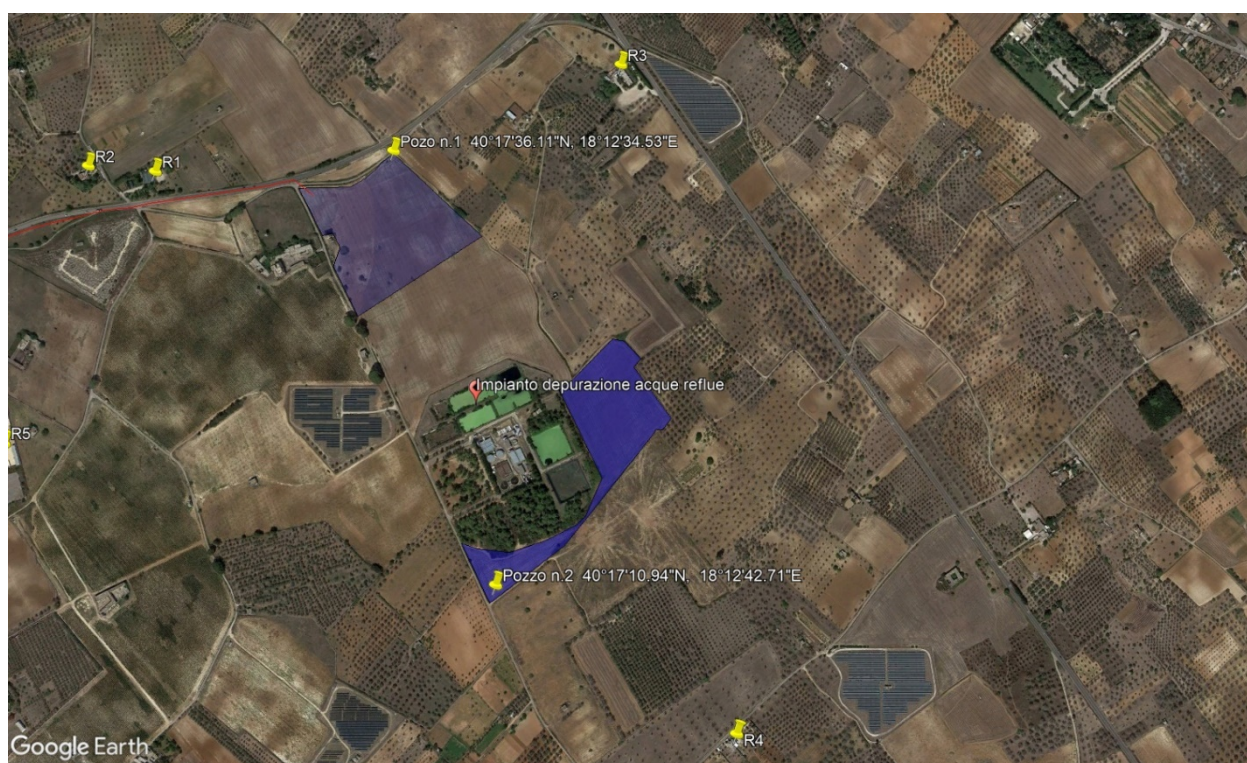 R3
Pozo n.1 40°17'36.11"N, 18°12'34.53"E
R2
R1
Impianto depurazione acque reflue
R5
Pozzo n.2 40°17'10.94"N, 18°12'42.71"E
R4
Google Earth